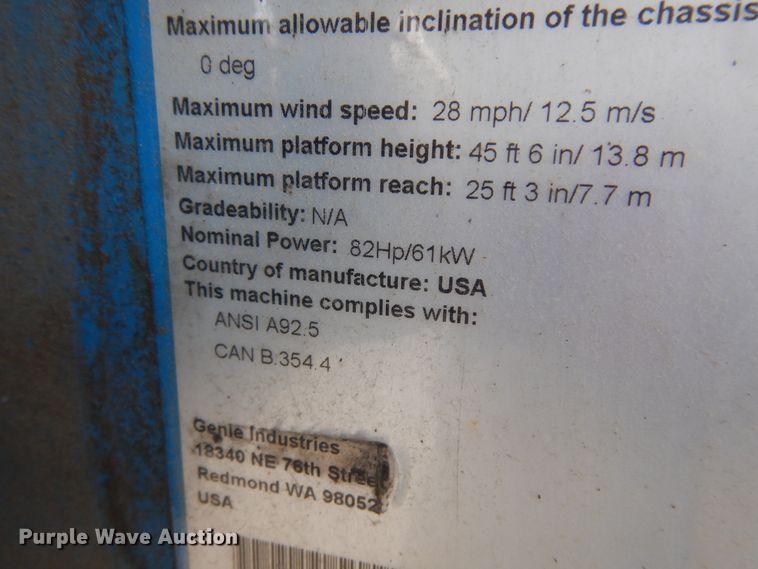 Maximum allowable inclination of the chassis
0 deg
Maximum wind speed: 28 mph/ 12.5 m/s
Maximum platform height: 45 ft 6 in/ 13.8 m
Maximum platform reach: 25 ft 3 in/7.7 m
Gradeability: N/A
Nominal Power: 82Hp/61kW
Country of manufacture: USA
This machine complies with:
ANSI A92.5
CAN B.354.4
Genie Industries
18340 NE 76th Street
Redmond WA 98052
USA
Purple Wave Auction